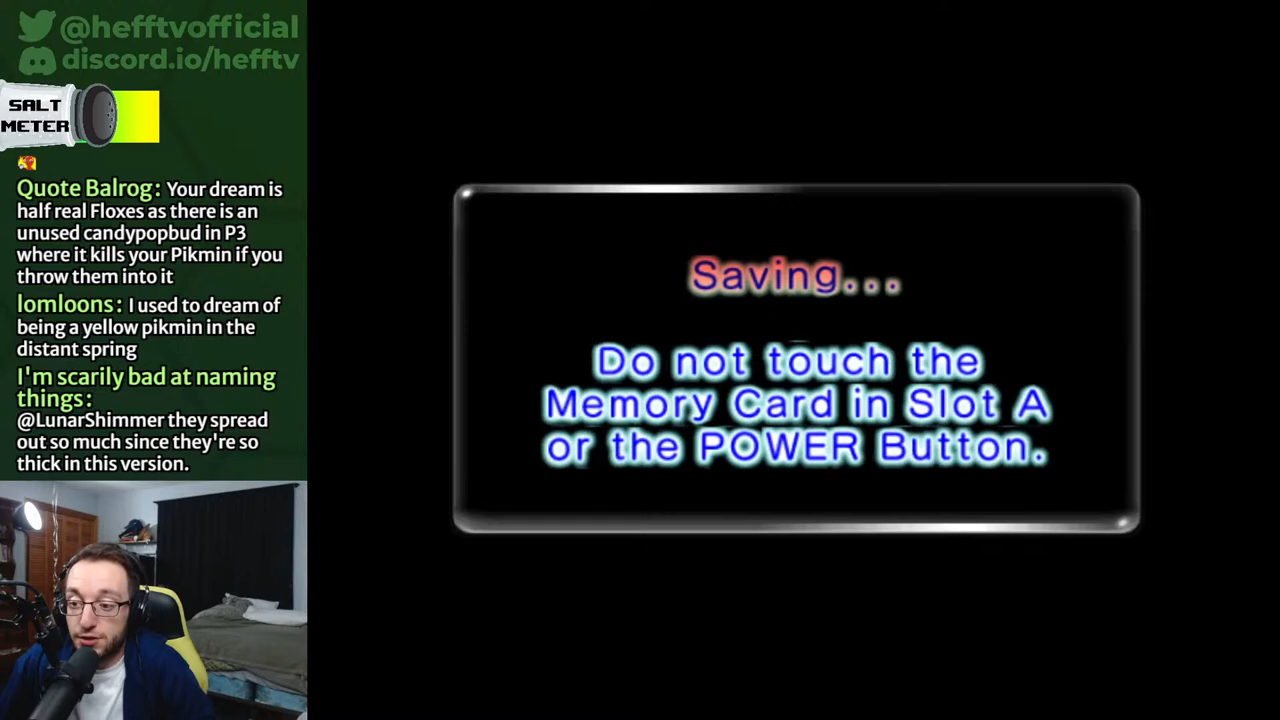 @hefftvofficial
discord.io/hefftv
SALT
METER
Quote Balrog: Your dream is
half real Floxes as there is an
unused candypopbud in P3
where it kills your Pikmin if you
throw them into it
lomloons: I used to dream of
being a yellow pikmin in the
distant spring
I'm scarily bad at naming
things:
@LunarShimmer they spread
out so much since they're so
thick in this version.
Saving...
Do not touch the
Memory Card in Slot A
or the POWER Button.